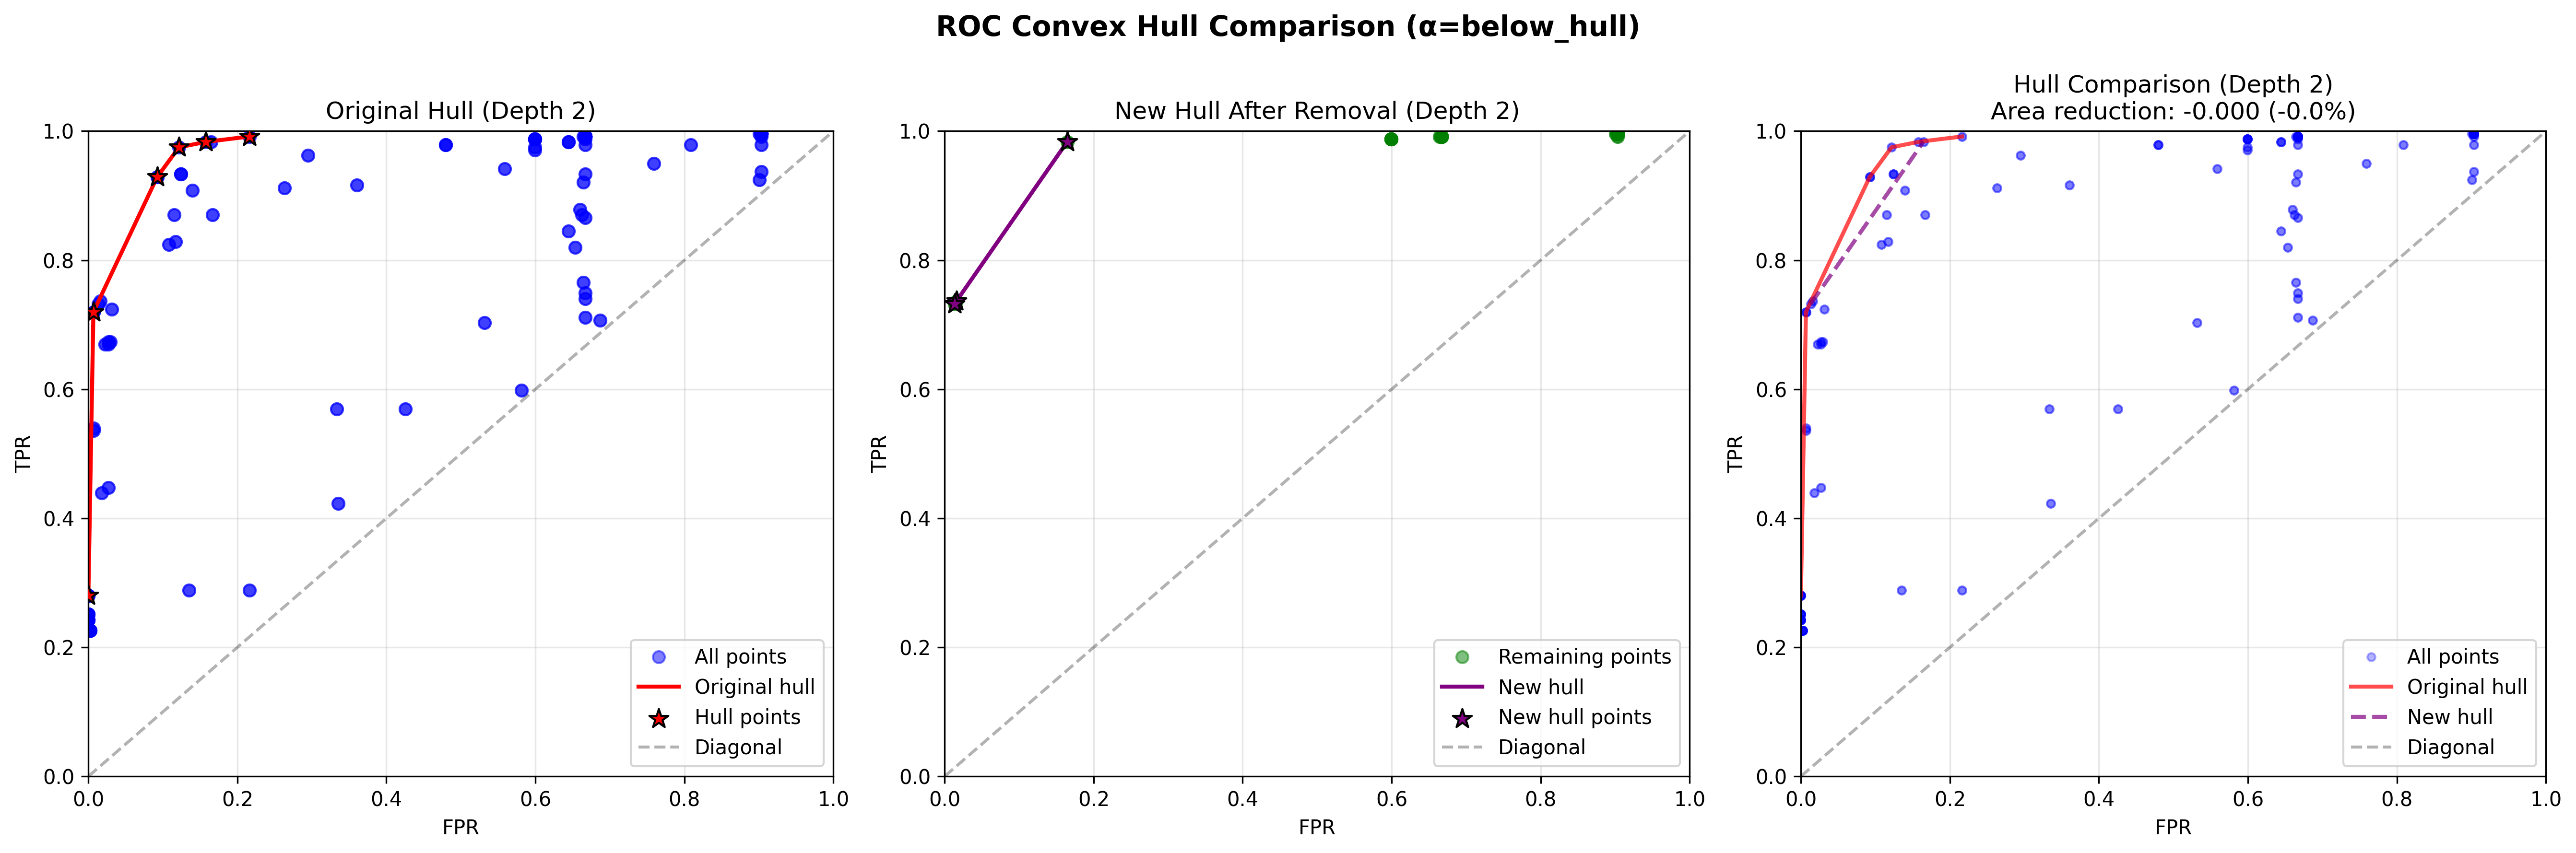 ROC Convex Hull Comparison (α=below_hull)
Original Hull (Depth 2)
1.0
0.8
0.6
0.4
0.2
0.0
TPR
0.0 0.2 0.4 0.6 0.8 1.0
FPR
All points
Original hull
Hull points
Diagonal
New Hull After Removal (Depth 2)
1.0
0.8
0.6
0.4
0.2
0.0
TPR
0.0 0.2 0.4 0.6 0.8 1.0
FPR
Remaining points
New hull
New hull points
Diagonal
Hull Comparison (Depth 2)
Area reduction: -0.000 (-0.0%)
1.0
0.8
0.6
0.4
0.2
0.0
TPR
0.0 0.2 0.4 0.6 0.8 1.0
FPR
All points
Original hull
New hull
Diagonal